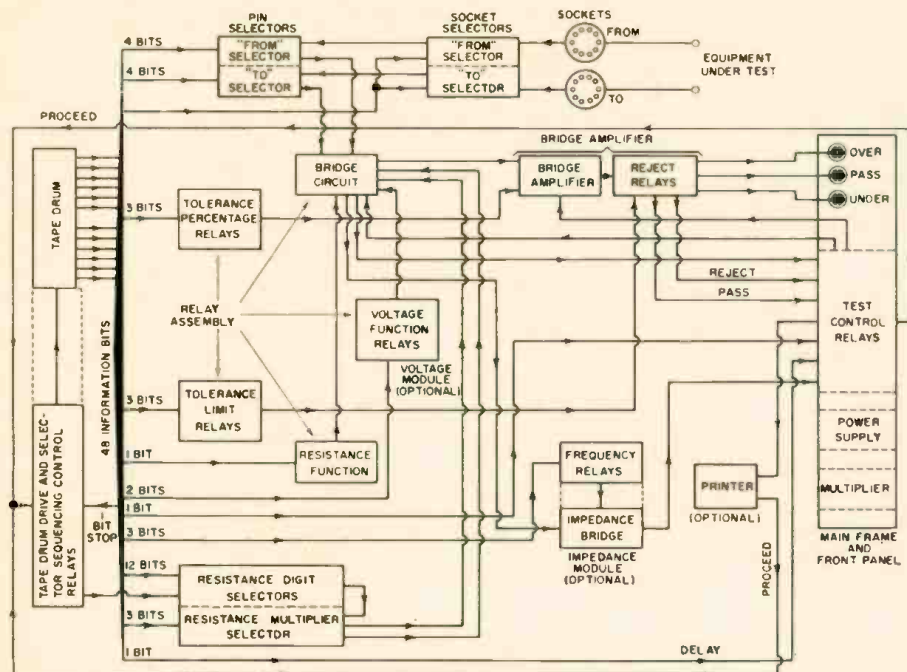 PIN
SELECTORS
SOCKET
SELECTORS
SOCKETS
4 BITS
"FROM"
SELECTOR
"FROM"
SELECTOR
FROM
EQUIPMENT
UNDER TEST
4 BITS
"TO"
SELECTOR
"TO"
SELECTOR
TO
PROCEED
BRIDGE AMPLIFIER
BRIDGE
CIRCUIT
BRIDGE
AMPLIFIER
REJECT
RELAYS
OVER
PASS
UNDER
TAPE DRUM
3 BITS
TOLERANCE
PERCENTAGE
RELAYS
REJECT
PASS
RELAY
ASSEMBLY
VOLTAGE
FUNCTION
RELAYS
VOLTAGE
MODULE
(OPTIONAL)
TEST
CONTROL
RELAYS
48 INFORMATION BITS
3 BITS
TOLERANCE
LIMIT
RELAYS
1 BIT
RESISTANCE
FUNCTION
FREQUENCY
RELAYS
POWER
SUPPLY
2 BITS
1 BIT
3 BITS
IMPEDANCE
BRIDGE
IMPEDANCE
MODULE
(OPTIONAL)
PRINTER
(OPTIONAL)
MULTIPLIER
MAIN FRAME
AND
FRONT PANEL
TAPE DRUM DRIVE AND SELEC-
TOR SEQUENCING CONTROL
RELAYS
1
BIT
STOP
12 BITS
RESISTANCE DIGIT
SELECTORS
3 BITS
RESISTANCE MULTIPLIER
SELECTOR
PROCEED
1 BIT
DELAY